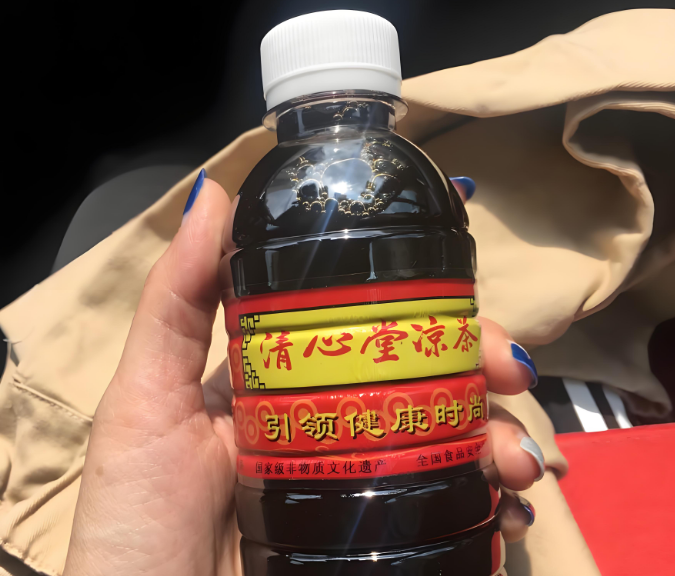 清心堂凉茶
引领健康时尚
国家级非物质文化遗产 全国食品安